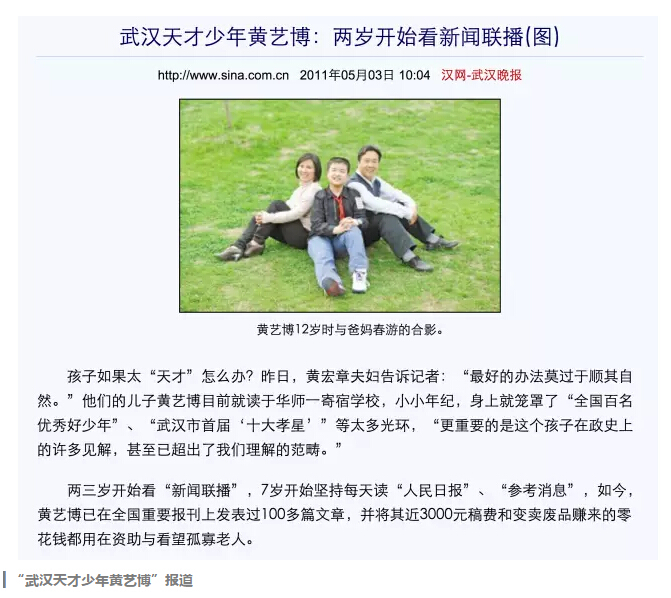 武汉天才少年黄艺博：两岁开始看新闻联播(图)
http://www.sina.com.cn 2011年05月03日 10:04 汉网-武汉晚报
黄艺博12岁时与爸妈春游的合影。
孩子如果太“天才”怎么办？昨日，黄宏章夫妇告诉记者：“最好的办法莫过于顺其自
然。”他们的儿子黄艺博目前就读于华师一寄宿学校，小小年纪，身上就笼罩了“全国百名
优秀好少年”、“武汉市首届‘十大孝星’”等太多光环，“更重要的是这个孩子在政史上
的许多见解，甚至已超出了我们理解的范畴。”
两三岁开始看“新闻联播”，7岁开始坚持每天读“人民日报”、“参考消息”，如今，
黄艺博已在全国重要报刊上发表过100多篇文章，并将其近3000元稿费和变卖废品赚来的零
花钱都用在资助与看望孤寡老人。
“武汉天才少年黄艺博”报道